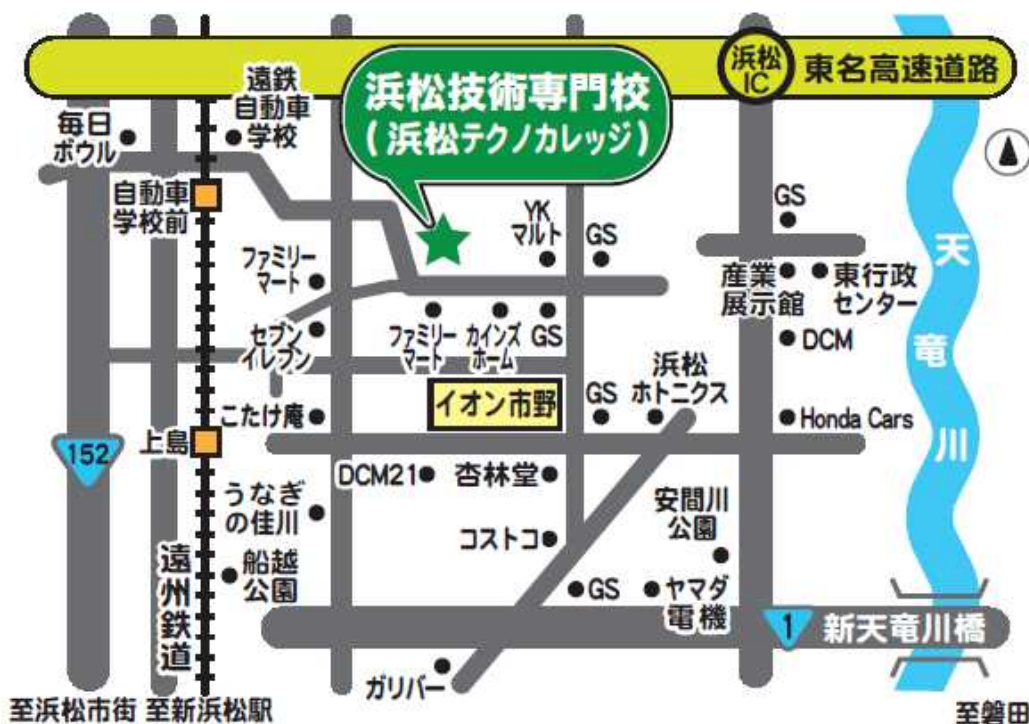 浜松
IC
東名高速道路
遠鉄
自動車
学校
浜松技術専門校
(浜松テクノカレッジ)
毎日
ボウル
自動車
学校前
YK
マルト
GS
GS
ファミリー
マート
産業
展示館
東行政
センター
天竜川
セブン
イレブン
ファミリー
マート
カインズ
ホーム
GS
DCM
浜松
ホトニクス
イオン市野
GS
こたけ庵
Honda Cars
152
上島
DCM21
杏林堂
うなぎ
の佳川
安間川
公園
コストコ
船越
公園
遠州鉄道
GS
ヤマダ
電機
1
新天竜川橋
ガリバー
至浜松市街
至新浜松駅
至磐田